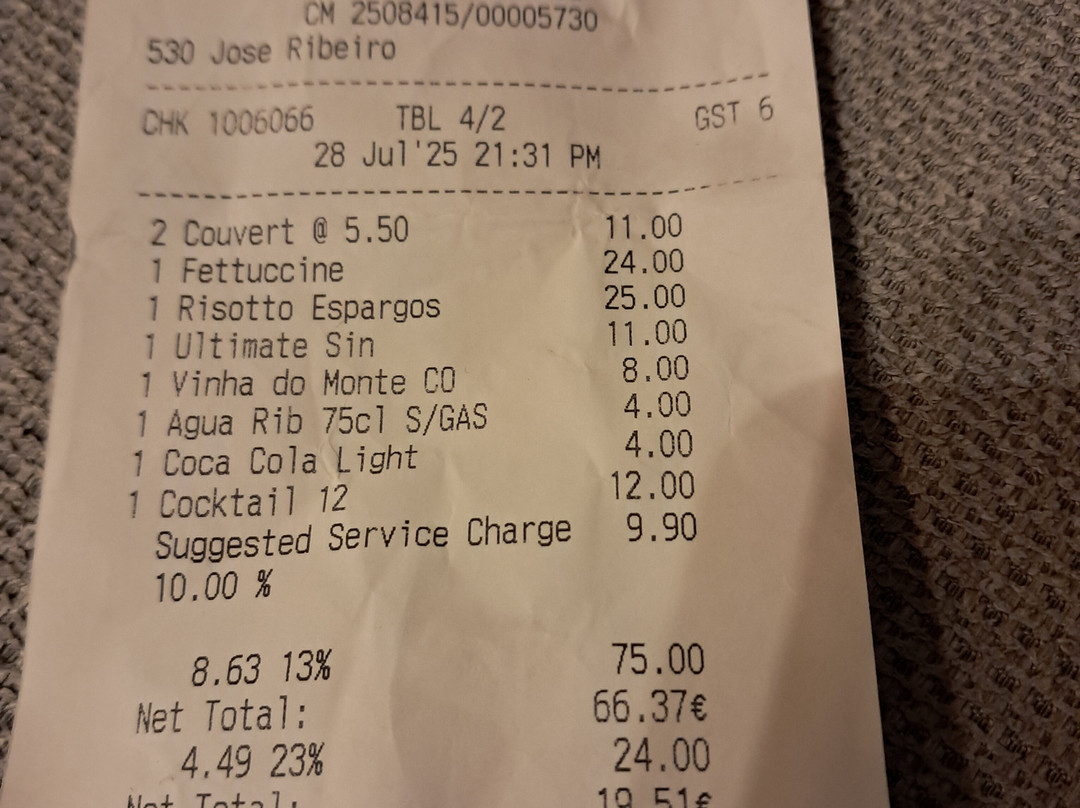 CM 2508415/00005730
530 Jose Ribeiro
CHK 1006066 TBL 4/2 GST 6
28 Jul'25 21:31 PM
2 Couvert @ 5.50 11.00
1 Fettuccine 24.00
1 Risotto Espargos 25.00
1 Ultimate Sin 11.00
1 Vinha do Monte CO 8.00
1 Agua Rib 75cl S/GAS 4.00
1 Coca Cola Light 4.00
1 Cocktail 12 12.00
Suggested Service Charge 9.90
10.00 %
8.63 13% 75.00
Net Total: 66.37€
4.49 23% 24.00
Net Total: 19.51€